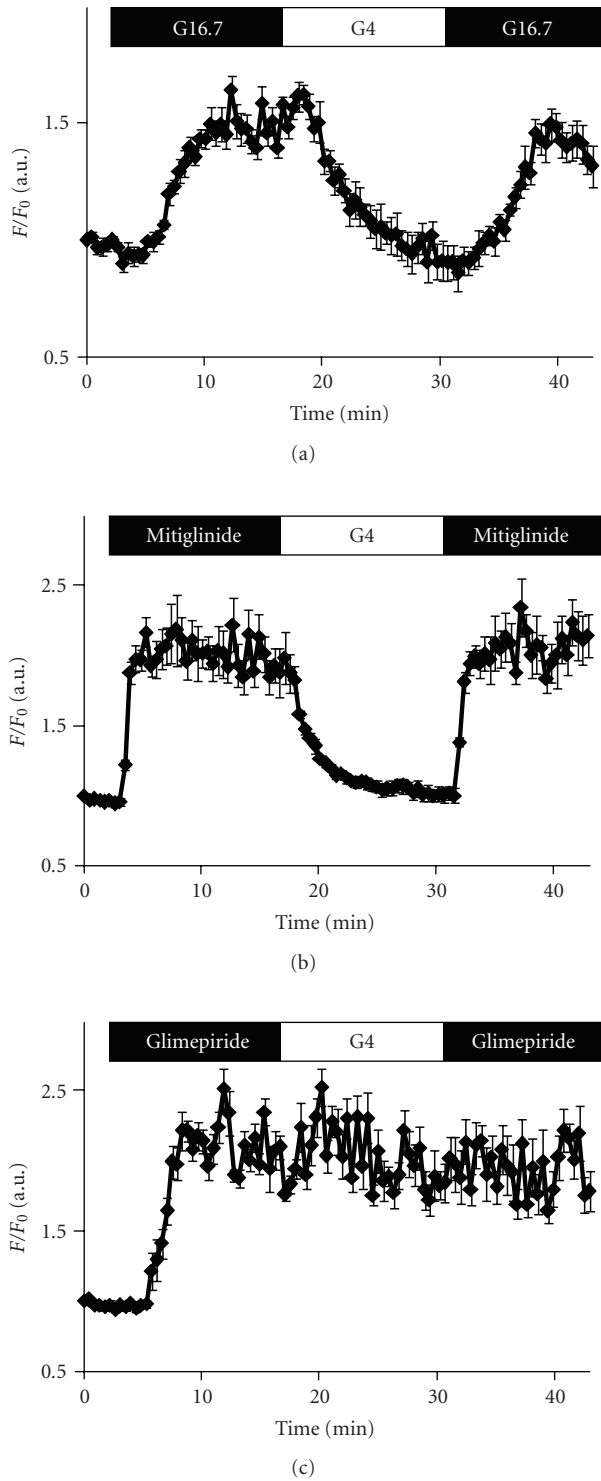 G16.7 G4 G16.7
1.5
0.5
F/F0 (a.u.)
0 10 20 30 40
Time (min)
(a)
Mitiglinide G4 Mitiglinide
2.5
1.5
0.5
F/F0 (a.u.)
0 10 20 30 40
Time (min)
(b)
Glimepiride G4 Glimepiride
2.5
1.5
0.5
F/F0 (a.u.)
0 10 20 30 40
Time (min)
(c)